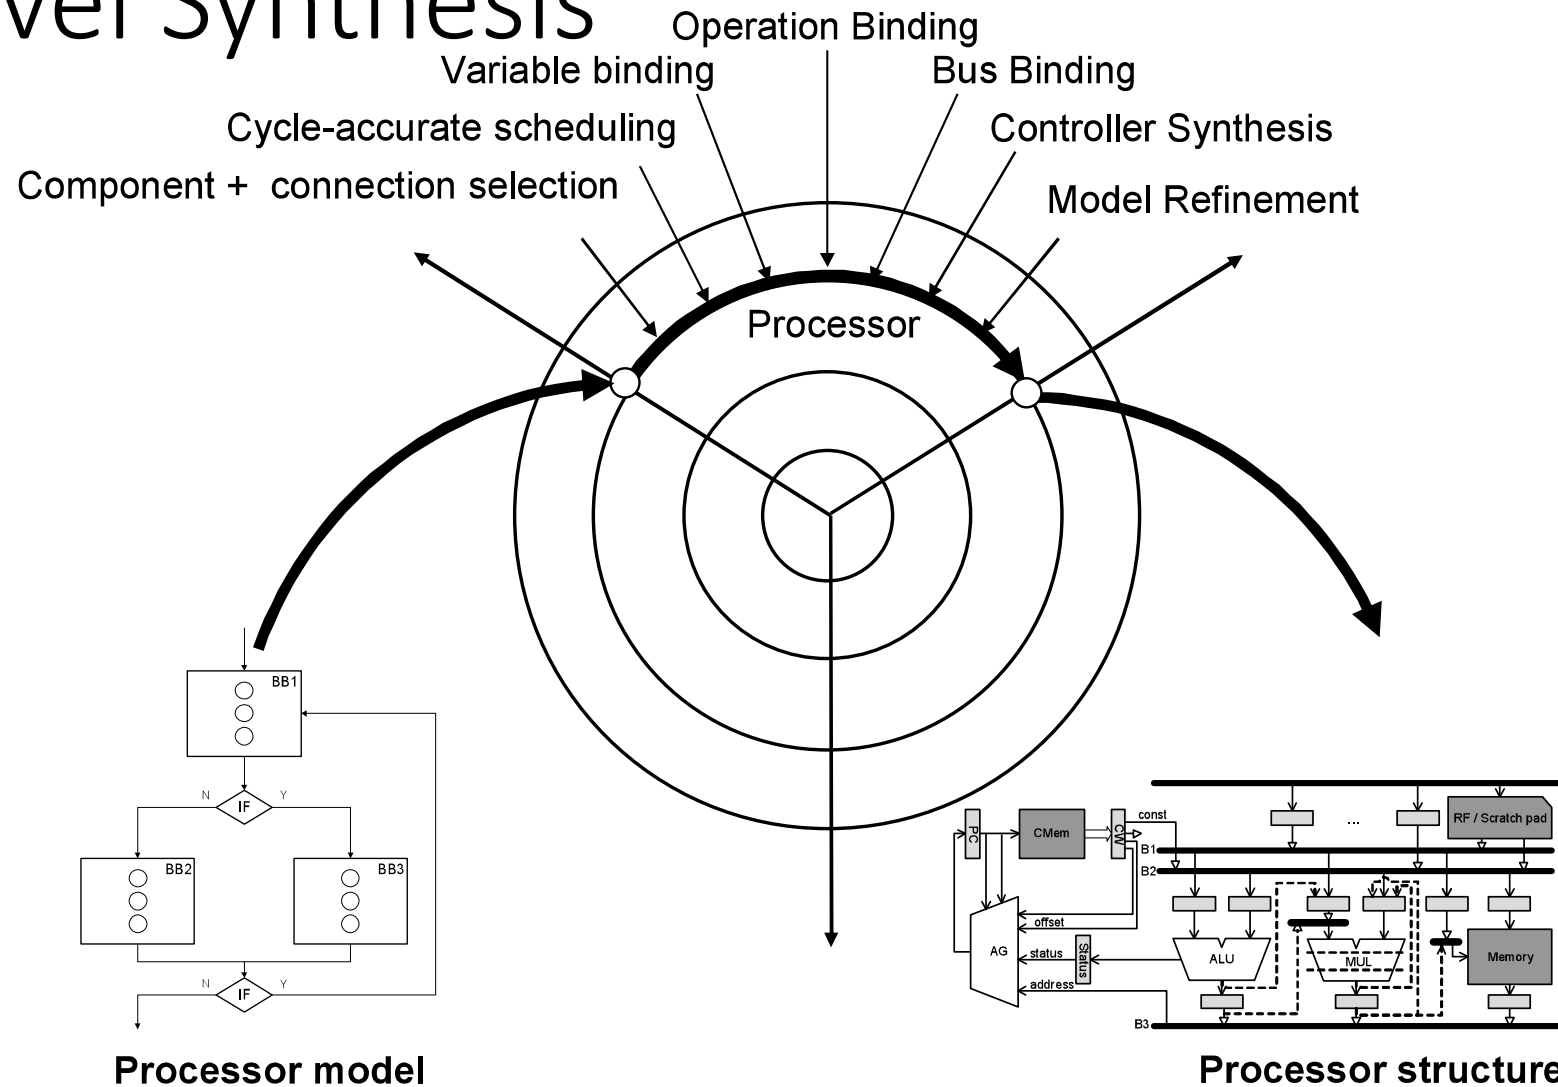 vel Synthesis
Operation Binding
Variable binding
Bus Binding
Cycle-accurate scheduling
Controller Synthesis
Component + connection selection
Model Refinement
Processor
BB1
N
IF
Y
BB2
BB3
N
IF
Y
Processor model
PC
CMem
CW
const
RF / Scratch pad
...
B1
B2
offset
AG
status
Status
ALU
MUL
Memory
address
B3
Processor structure